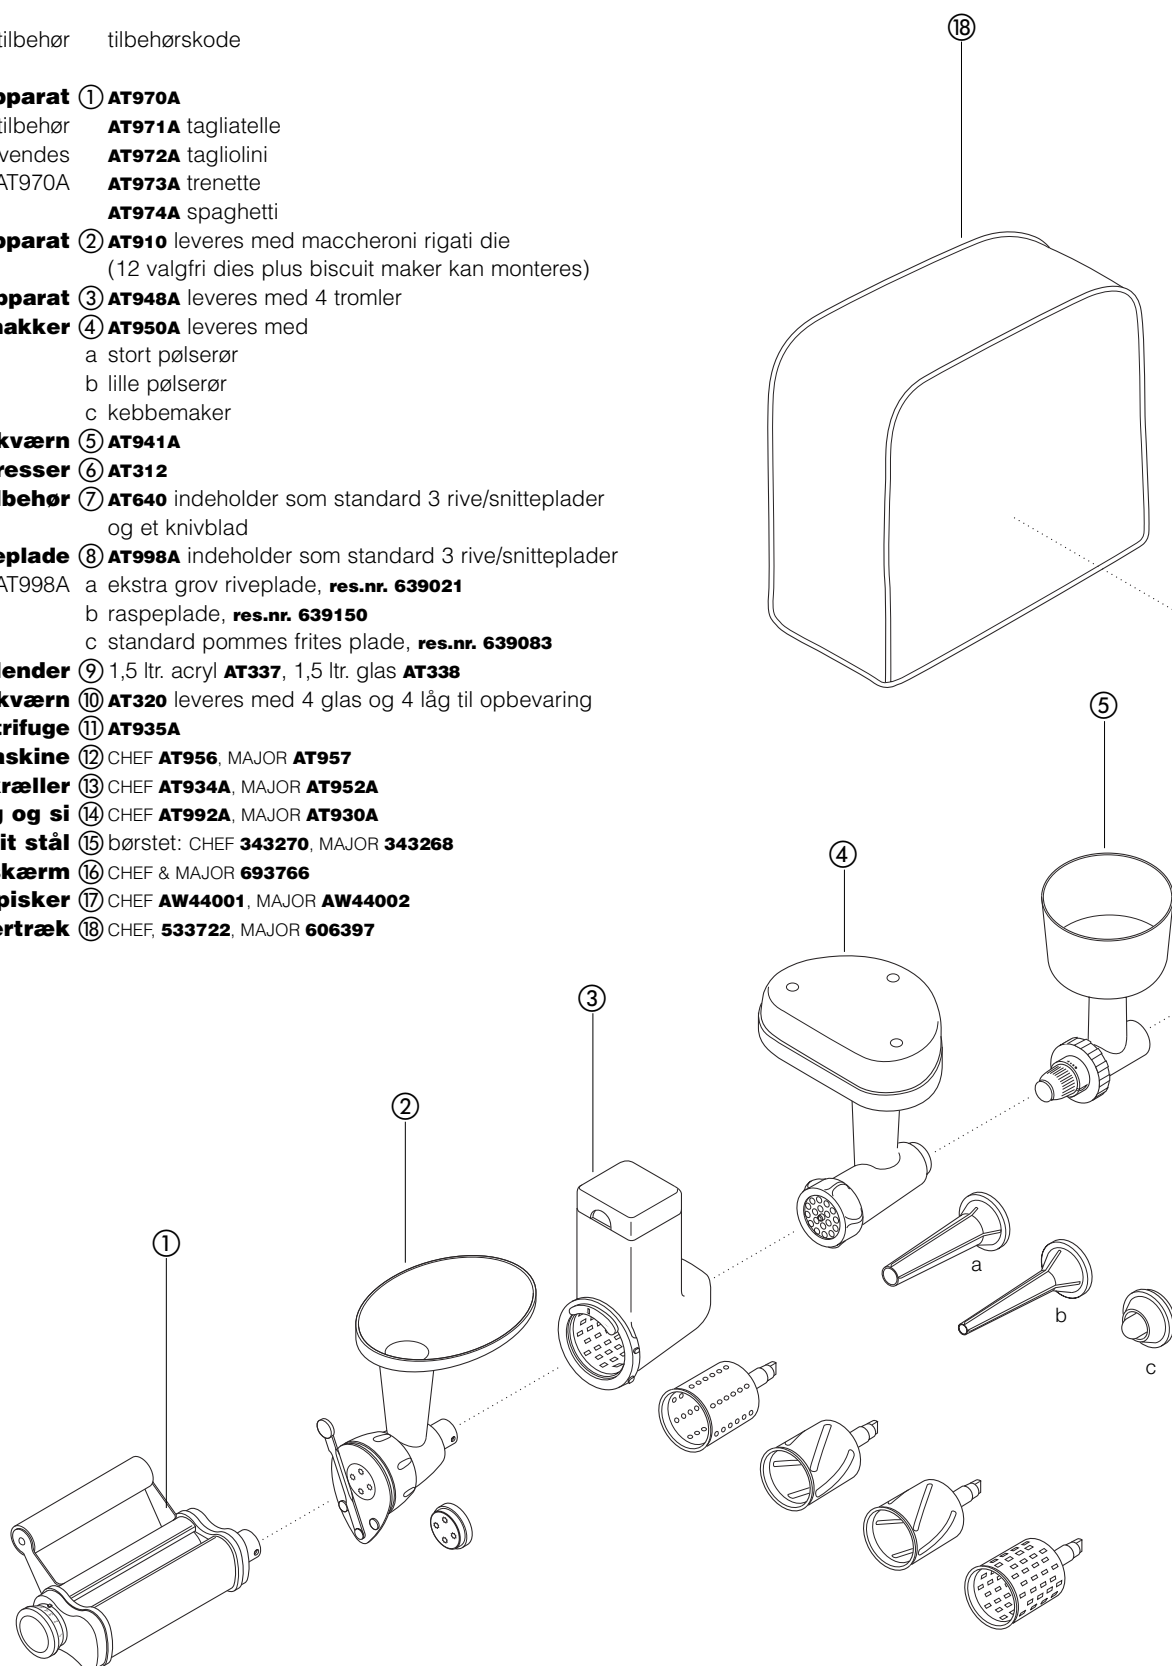 tilbehør tilbehørskode
pparat ① AT970A
tilbehør AT971A tagliatelle
vendes AT972A tagliolini
AT970A AT973A trenette
AT974A spaghetti
pparat ② AT910 leveres med maccheroni rigati die
(12 valgfri dies plus biscuit maker kan monteres)
pparat ③ AT948A leveres med 4 tromler
hakker ④ AT950A leveres med
a stort pølserør
b lille pølserør
c kebbemaker
kværn ⑤ AT941A
resser ⑥ AT312
lbehør ⑦ AT640 indeholder som standard 3 rive/snitteplader
og et knivblad
eplade ⑧ AT998A indeholder som standard 3 rive/snitteplader
AT998A a ekstra grov riveplade, res.nr. 639021
b raspeplade, res.nr. 639150
c standard pommes frites plade, res.nr. 639083
lender ⑨ 1,5 ltr. acryl AT337, 1,5 ltr. glas AT338
kværn ⑩ AT320 leveres med 4 glas og 4 låg til opbevaring
trifuge ⑪ AT935A
askine ⑫ CHEF AT956, MAJOR AT957
kræller ⑬ CHEF AT934A, MAJOR AT952A
g og si ⑭ CHEF AT992A, MAJOR AT930A
it stål ⑮ børstet: CHEF 343270, MAJOR 343268
skærm ⑯ CHEF & MAJOR 693766
pisker ⑰ CHEF AW44001, MAJOR AW44002
ertræk ⑱ CHEF, 533722, MAJOR 606397
⑱
⑤
④
③
②
①
a
b
c